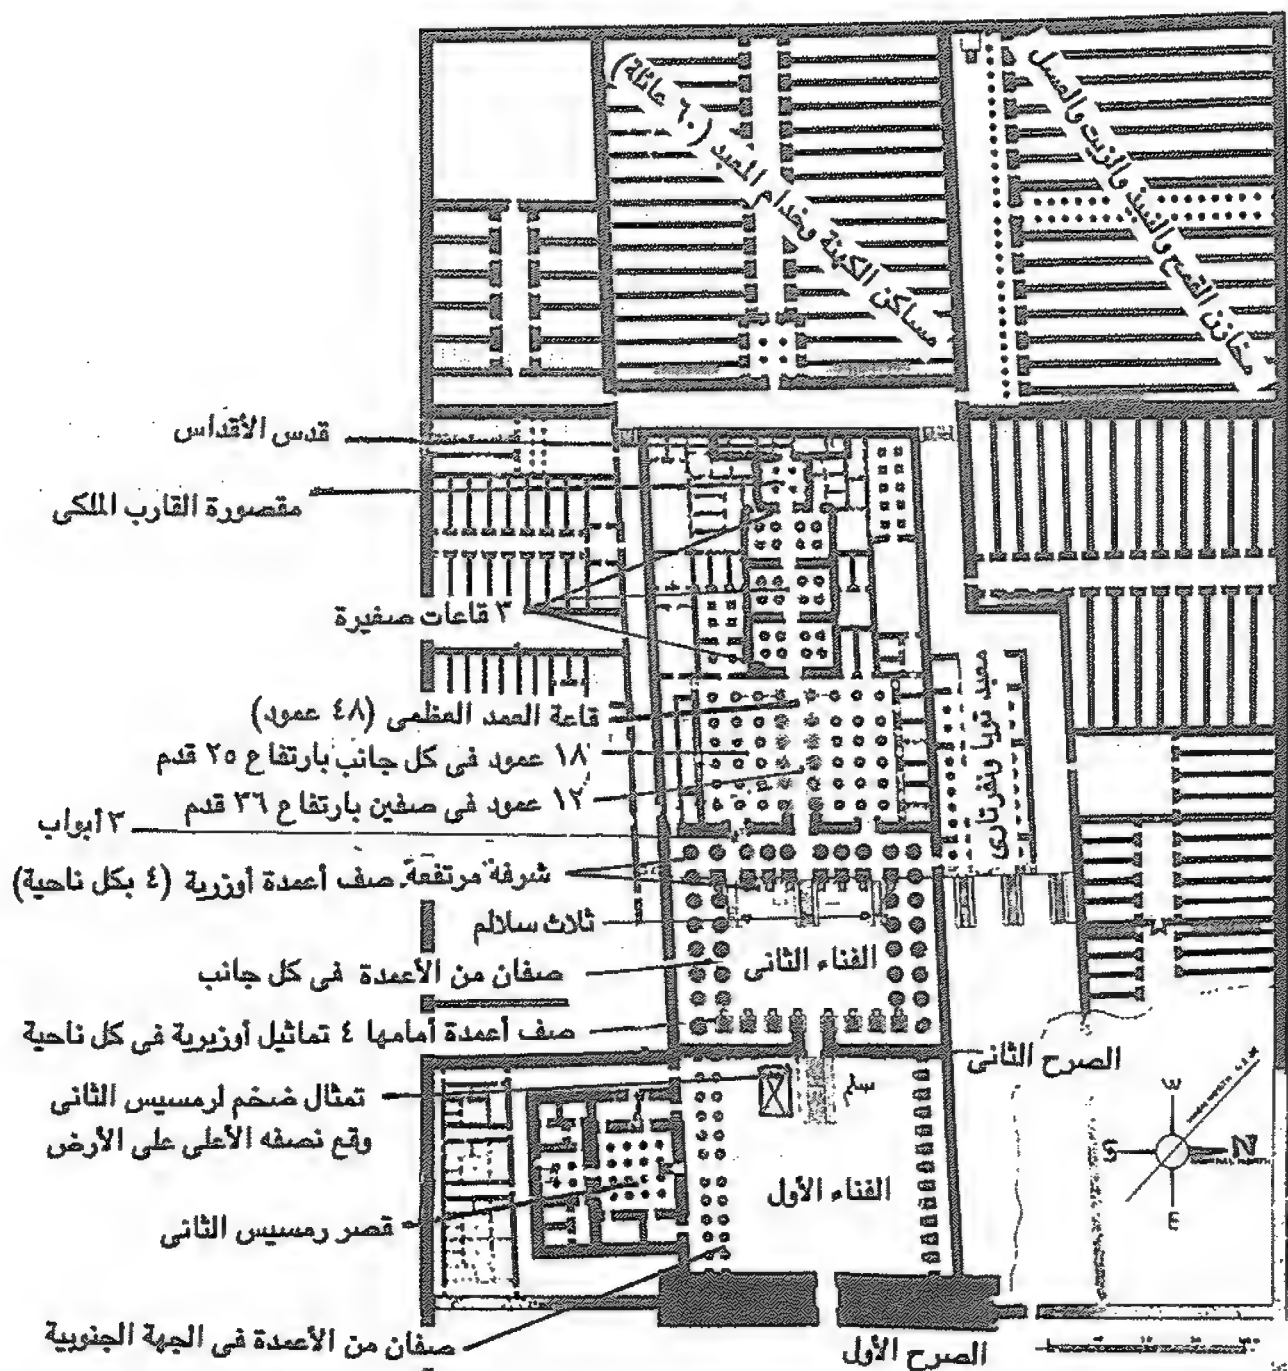 مساكن الكهنة وخدام المعبد (٦٠ عائلة)
مخازن القمح والنبيذ والزيت والعسل
قدس الأقداس
مقصورة القارب الملكى
٣ قاعات صغيرة
معبد تويا ونفرتارى
قاعة العمد العظمى (٤٨ عمود)
١٨ عمود فى كل جانب بارتفاع ٢٥ قدم
١٢ عمود فى صفين بارتفاع ٣٦ قدم
٣ أبواب
شرفة مرتفعة. صف أعمدة أوزرية (٤ بكل ناحية)
ثلاث سلالم
الفناء الثانى
صفان من الأعمدة فى كل جانب
صف أعمدة أمامها ٤ تماثيل أوزيرية فى كل ناحية
الصرح الثانى
تمثال ضخم لرمسيس الثانى
وقع نصفه الأعلى على الأرض
سلم
W
S
N
E
الفناء الأول
قصر رمسيس الثانى
صفان من الأعمدة فى الجهة الجنوبية
الصرح الأول